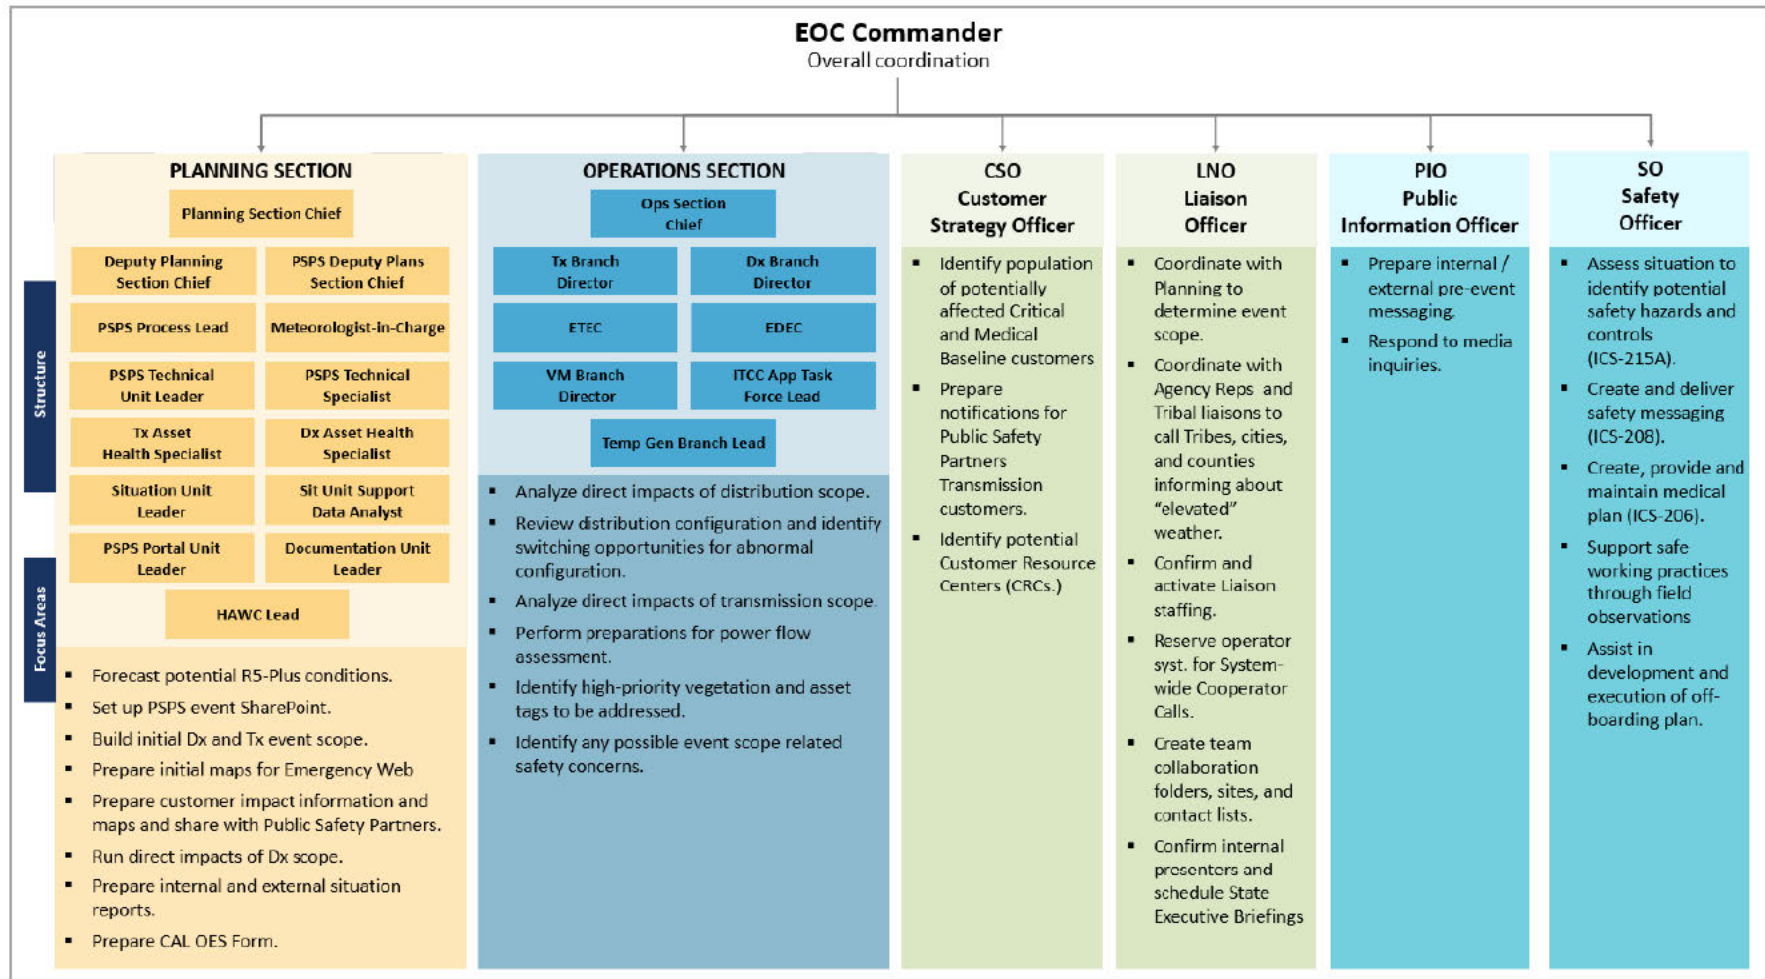 EOC Commander
Overall coordination
PLANNING SECTION
Planning Section Chief
Deputy Planning
Section Chief
PSPS Deputy Plans
Section Chief
PSPS Process Lead
Meteorologist-in-Charge
PSPS Technical
Unit Leader
PSPS Technical
Specialist
Tx Asset
Health Specialist
Dx Asset Health
Specialist
Situation Unit
Leader
Sit Unit Support
Data Analyst
PSPS Portal Unit
Leader
Documentation Unit
Leader
HAWC Lead
Structure
Focus Areas
▪ Forecast potential R5-Plus conditions.
▪ Set up PSPS event SharePoint.
▪ Build initial Dx and Tx event scope.
▪ Prepare initial maps for Emergency Web
▪ Prepare customer impact information and
maps and share with Public Safety Partners.
▪ Run direct impacts of Dx scope.
▪ Prepare internal and external situation
reports.
▪ Prepare CAL OES Form.
OPERATIONS SECTION
Ops Section
Chief
Tx Branch
Director
Dx Branch
Director
ETEC
EDEC
VM Branch
Director
ITCC App Task
Force Lead
Temp Gen Branch Lead
▪ Analyze direct impacts of distribution scope.
▪ Review distribution configuration and identify
switching opportunities for abnormal
configuration.
▪ Analyze direct impacts of transmission scope.
▪ Perform preparations for power flow
assessment.
▪ Identify high-priority vegetation and asset
tags to be addressed.
▪ Identify any possible event scope related
safety concerns.
CSO
Customer
Strategy Officer
▪ Identify population
of potentially
affected Critical
and Medical
Baseline customers
▪ Prepare
notifications for
Public Safety
Partners
Transmission
customers.
▪ Identify potential
Customer Resource
Centers (CRCs.)
LNO
Liaison
Officer
▪ Coordinate with
Planning to
determine event
scope.
▪ Coordinate with
Agency Reps and
Tribal liaisons to
call Tribes, cities,
and counties
informing about
“elevated”
weather.
▪ Confirm and
activate Liaison
staffing.
▪ Reserve operator
syst. for System-
wide Cooperator
Calls.
▪ Create team
collaboration
folders, sites, and
contact lists.
▪ Confirm internal
presenters and
schedule State
Executive Briefings
PIO
Public
Information Officer
▪ Prepare internal /
external pre-event
messaging.
▪ Respond to media
inquiries.
SO
Safety
Officer
▪ Assess situation to
identify potential
safety hazards and
controls
(ICS-215A).
▪ Create and deliver
safety messaging
(ICS-208).
▪ Create, provide and
maintain medical
plan (ICS-206).
▪ Support safe
working practices
through field
observations
▪ Assist in
development and
execution of off-
boarding plan.